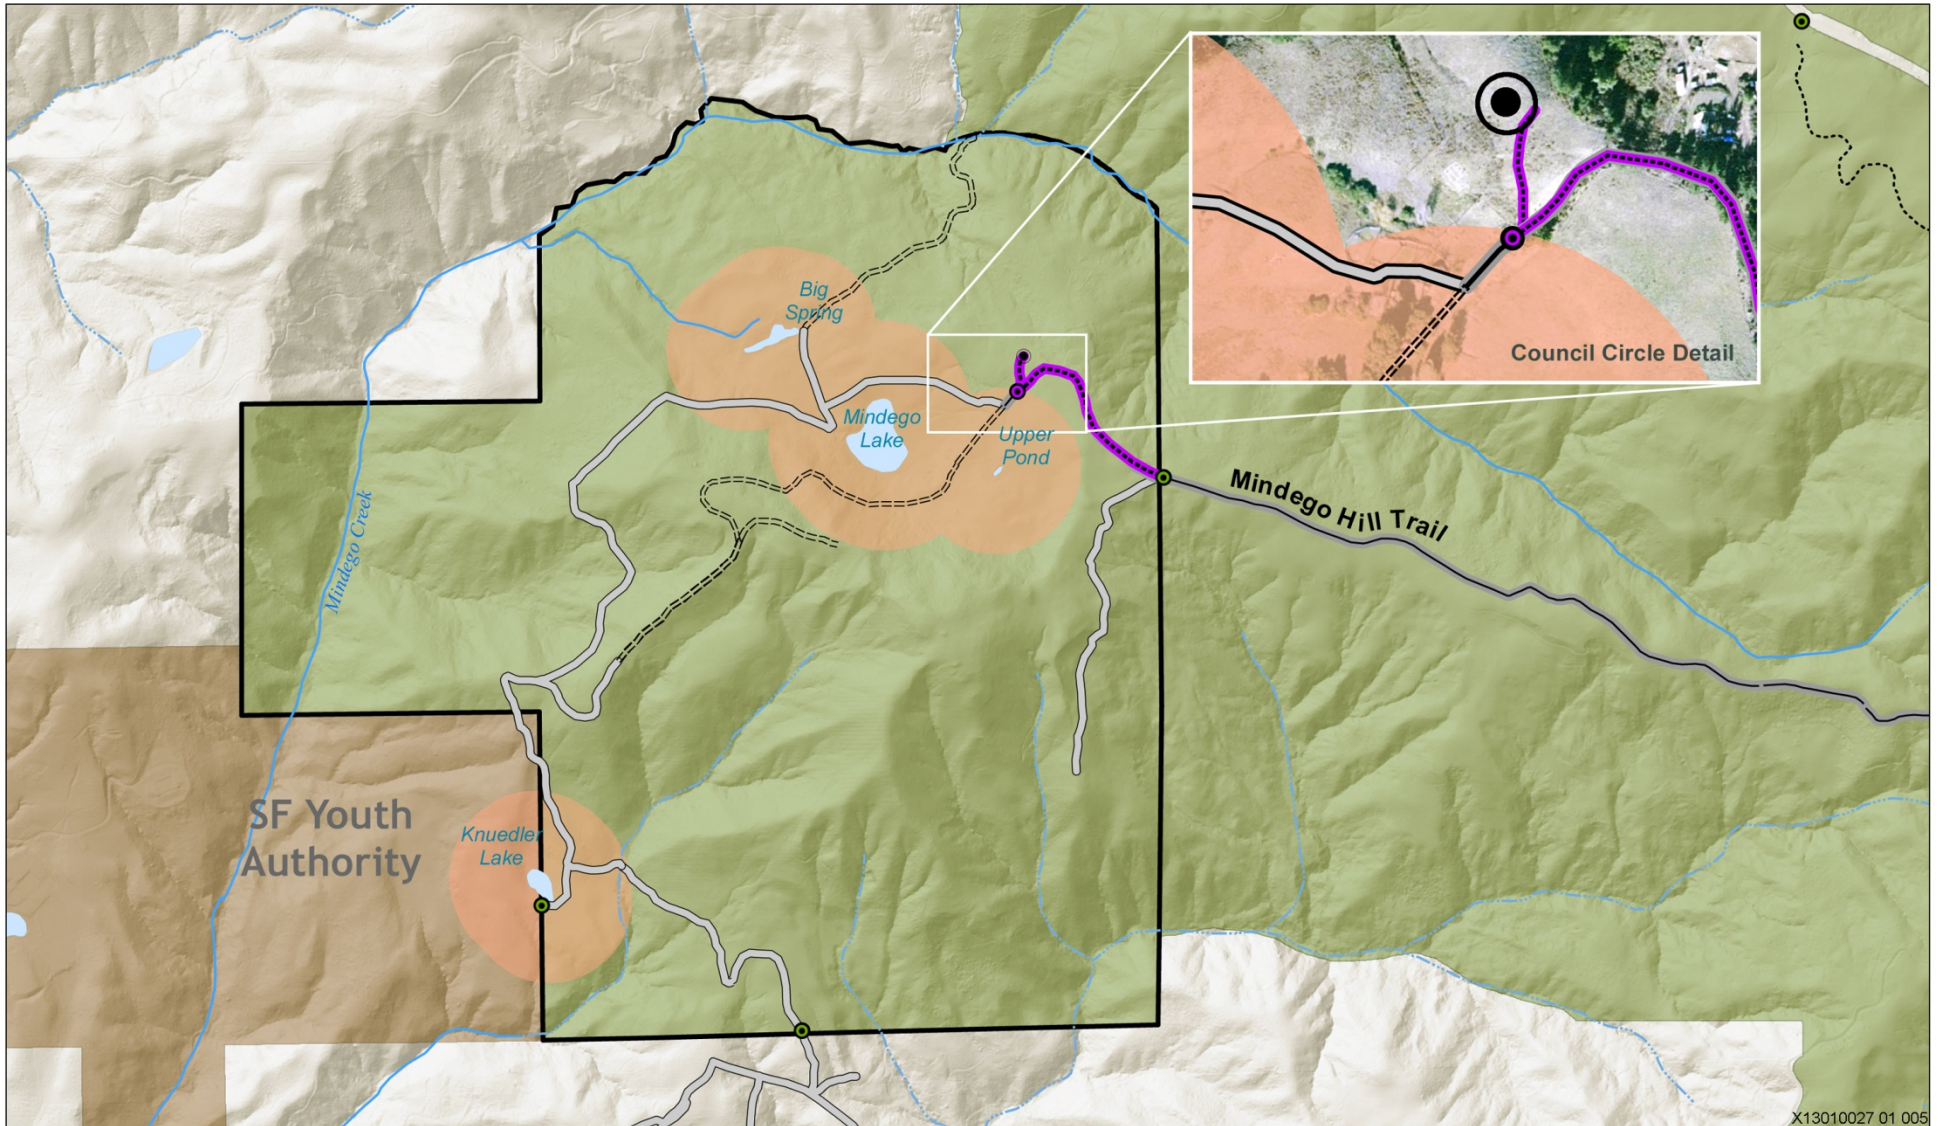 Big
Spring
Council Circle Detail
Mindego
Lake
Upper
Pond
Mindego Hill Trail
Mindego Creek
SF Youth
Authority
Knuedler
Lake
X13010027 01 005